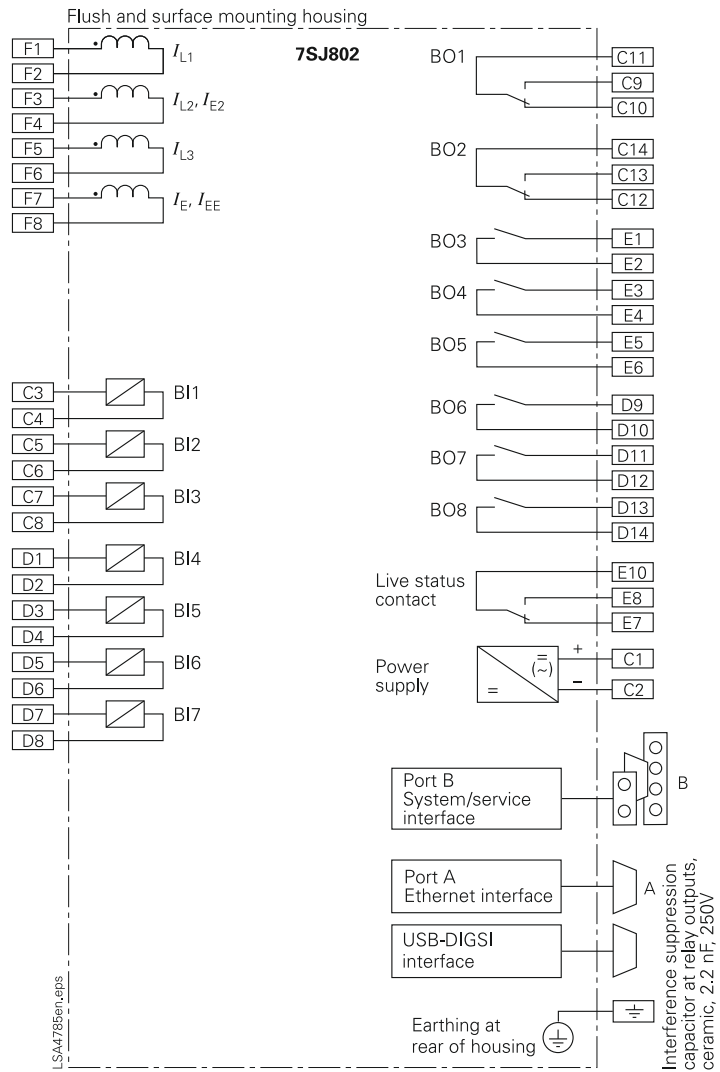 Flush and surface mounting housing
7SJ802
F1
F2
F3
F4
F5
F6
F7
F8
I_L1
I_L2, I_E2
I_L3
I_E, I_EE
C3
C4
C5
C6
C7
C8
D1
D2
D3
D4
D5
D6
D7
D8
BI1
BI2
BI3
BI4
BI5
BI6
BI7
BO1
C11
C9
C10
BO2
C14
C13
C12
BO3
E1
E2
BO4
E3
E4
BO5
E5
E6
BO6
D9
D10
BO7
D11
D12
BO8
D13
D14
Live status
contact
E10
E8
E7
Power
supply
=
(~)
=
+
−
C1
C2
Port B
System/service
interface
B
Port A
Ethernet interface
A
USB-DIGSI
interface
Earthing at
rear of housing
Interference suppression
capacitor at relay outputs,
ceramic, 2.2 nF, 250V
LSA4785en.eps